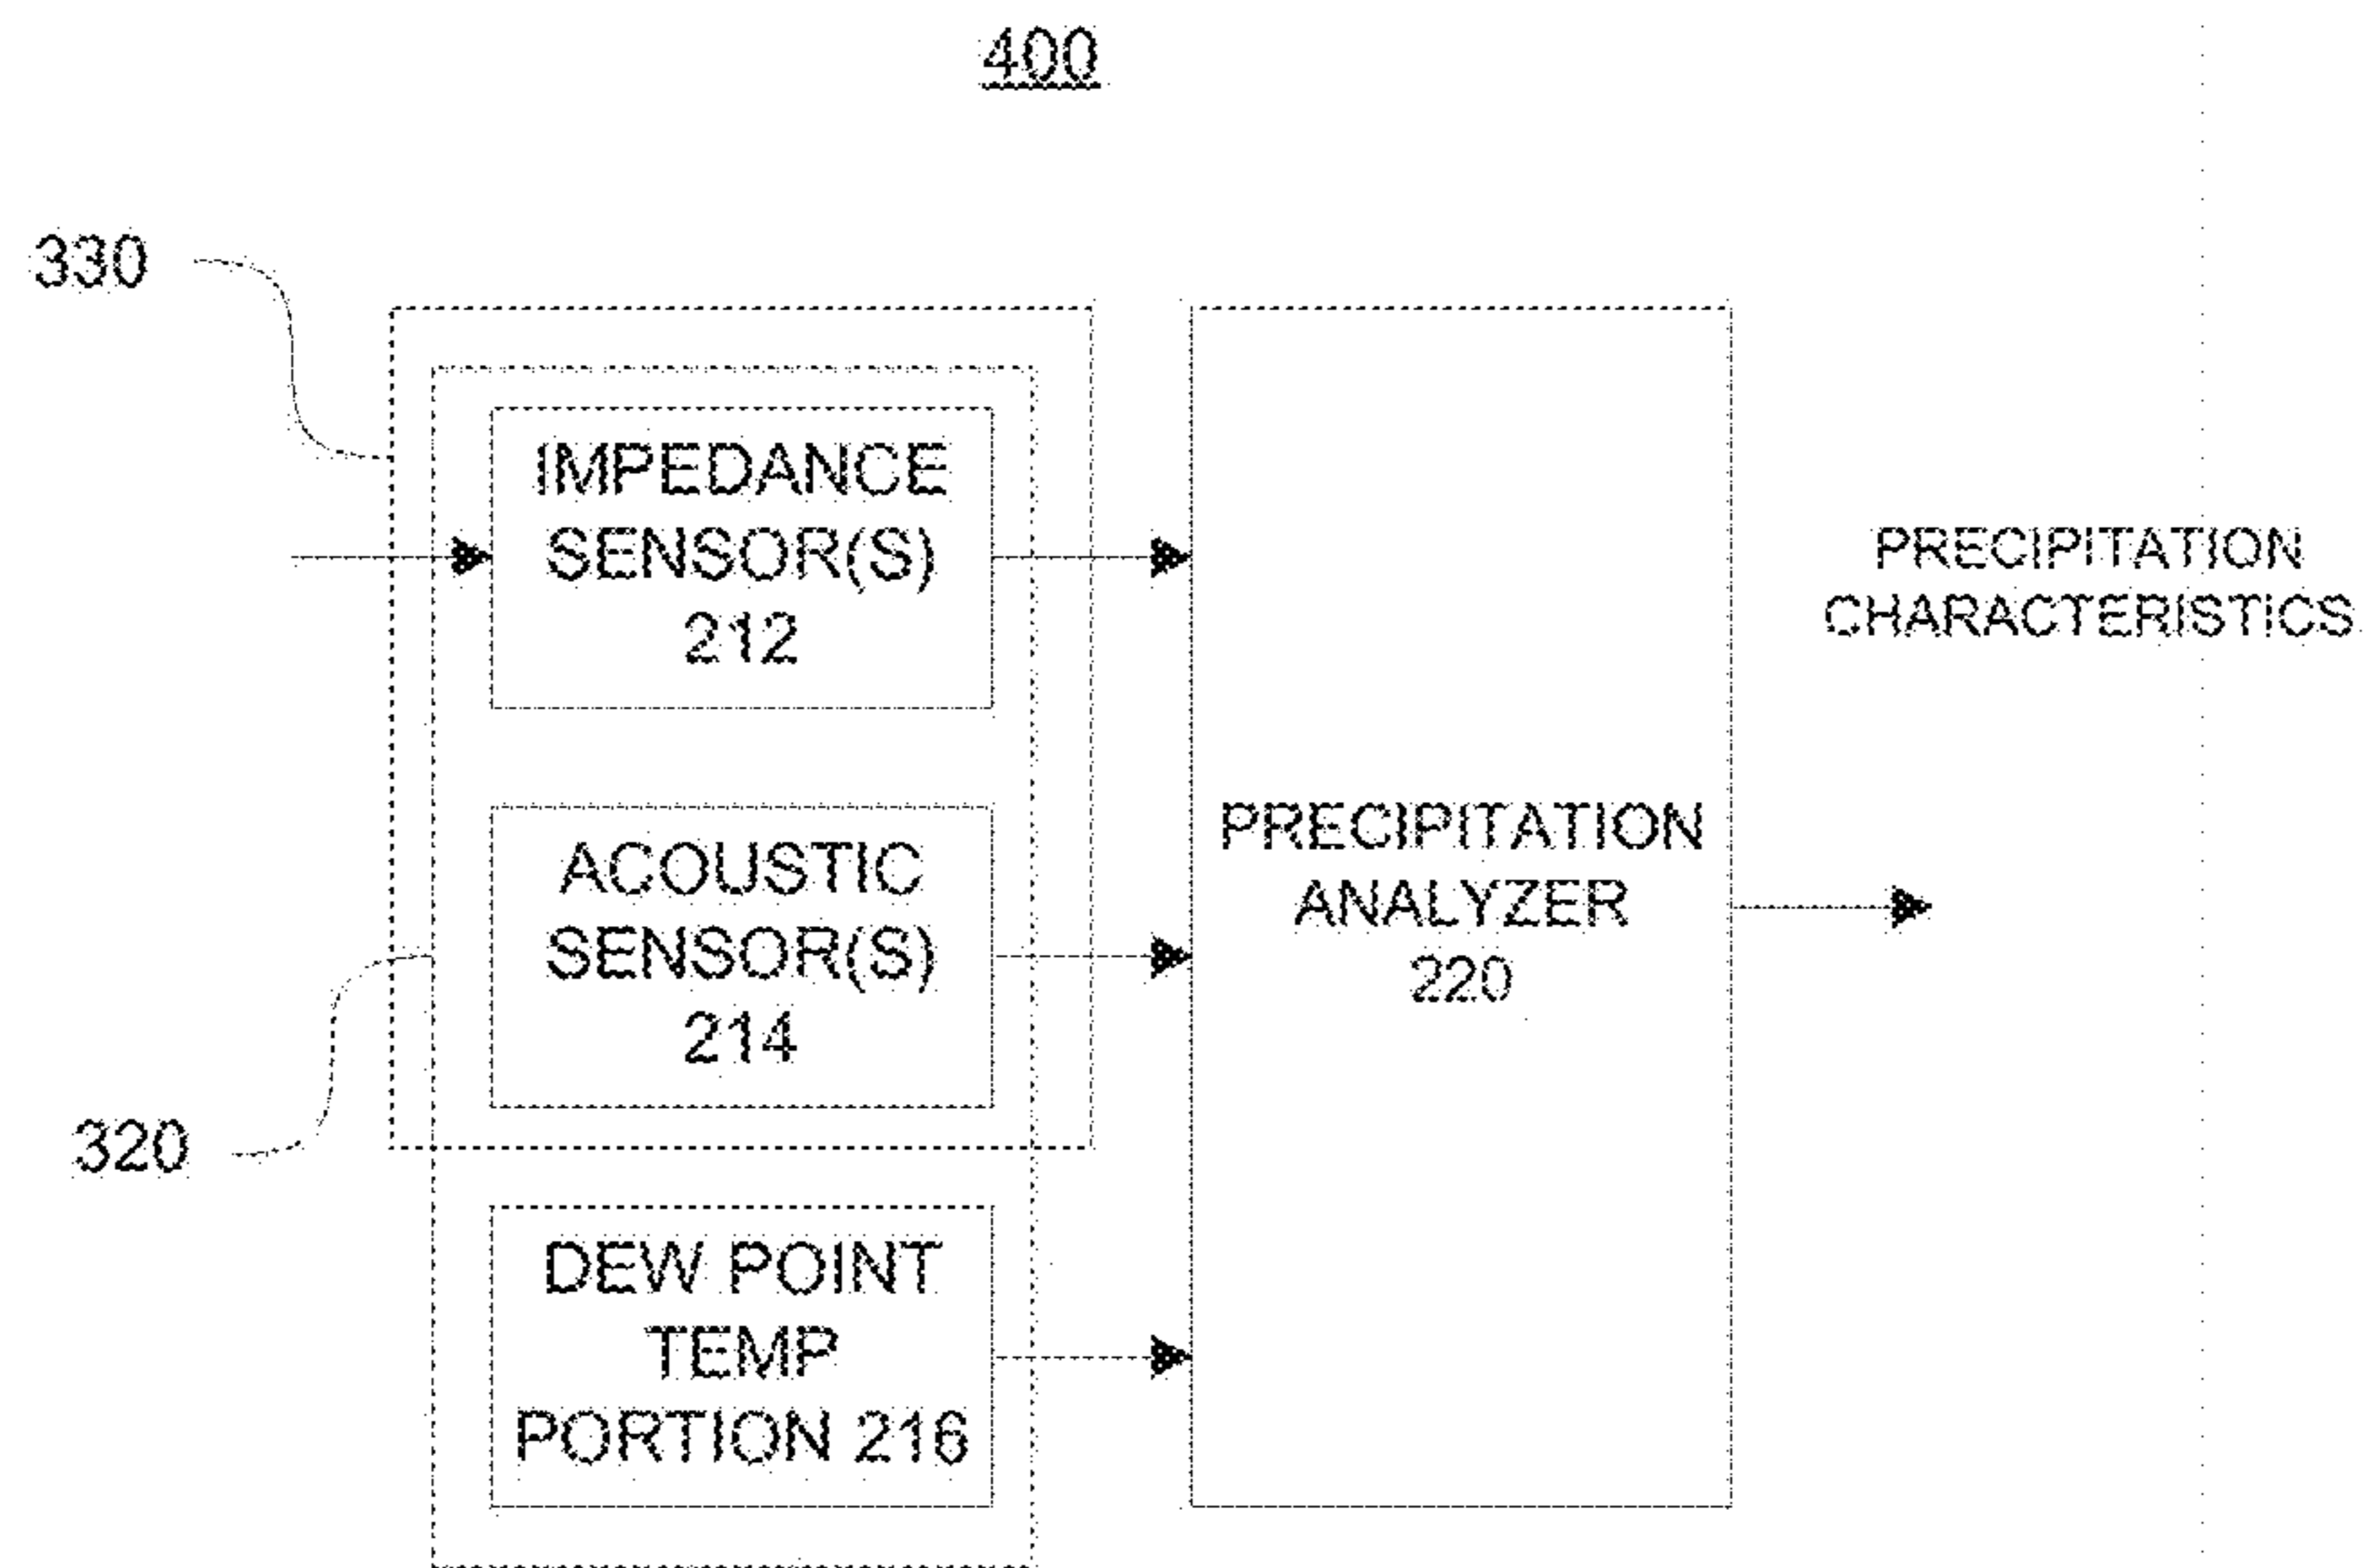 400
330
IMPEDANCE
SENSOR(S)
212
PRECIPITATION
CHARACTERISTICS
ACOUSTIC
SENSOR(S)
214
PRECIPITATION
ANALYZER
220
320
DEW POINT
TEMP
PORTION 216